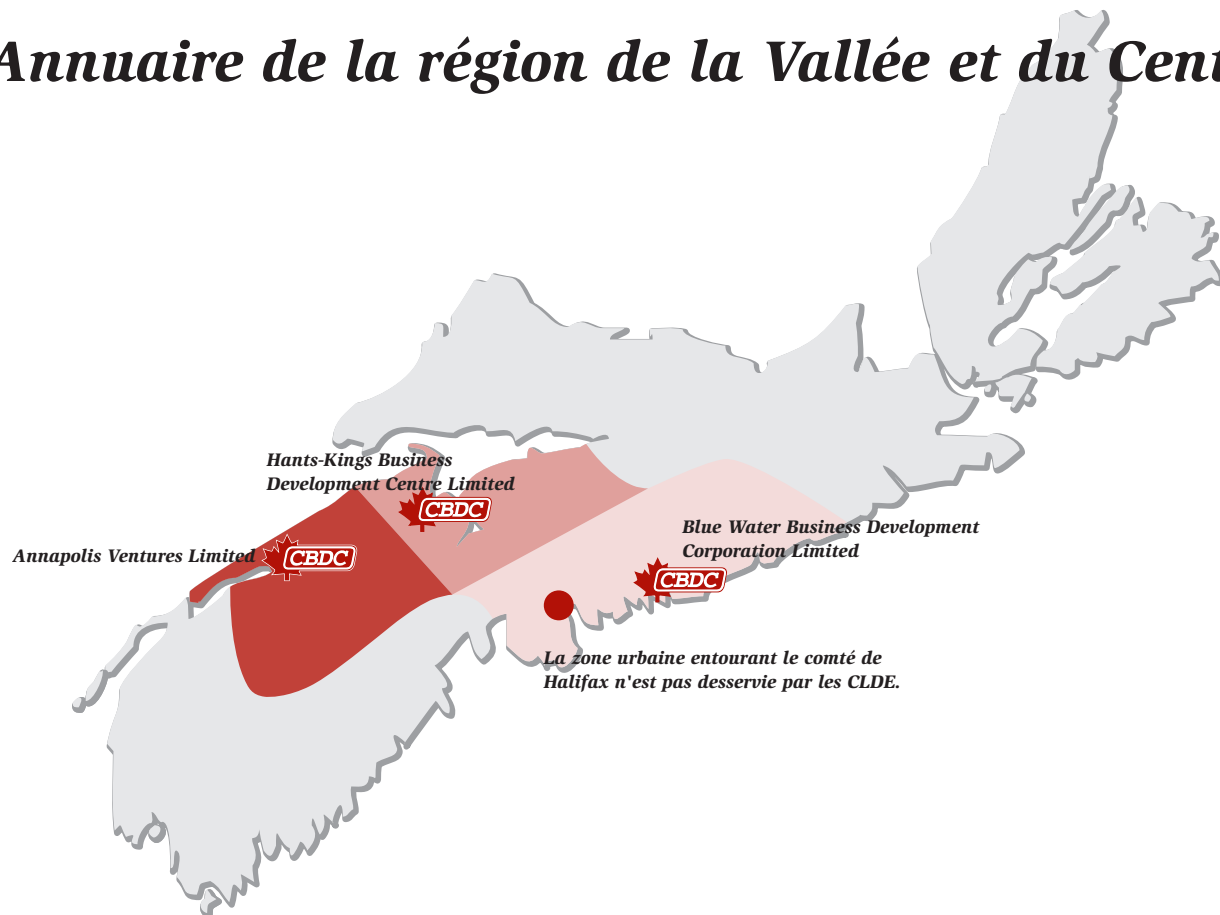 Annuaire de la région de la Vallée et du Cent
Hants-Kings Business
Development Centre Limited
CBDC
Annapolis Ventures Limited
CBDC
Blue Water Business Development
Corporation Limited
CBDC
La zone urbaine entourant le comté de
Halifax n'est pas desservie par les CLDE.